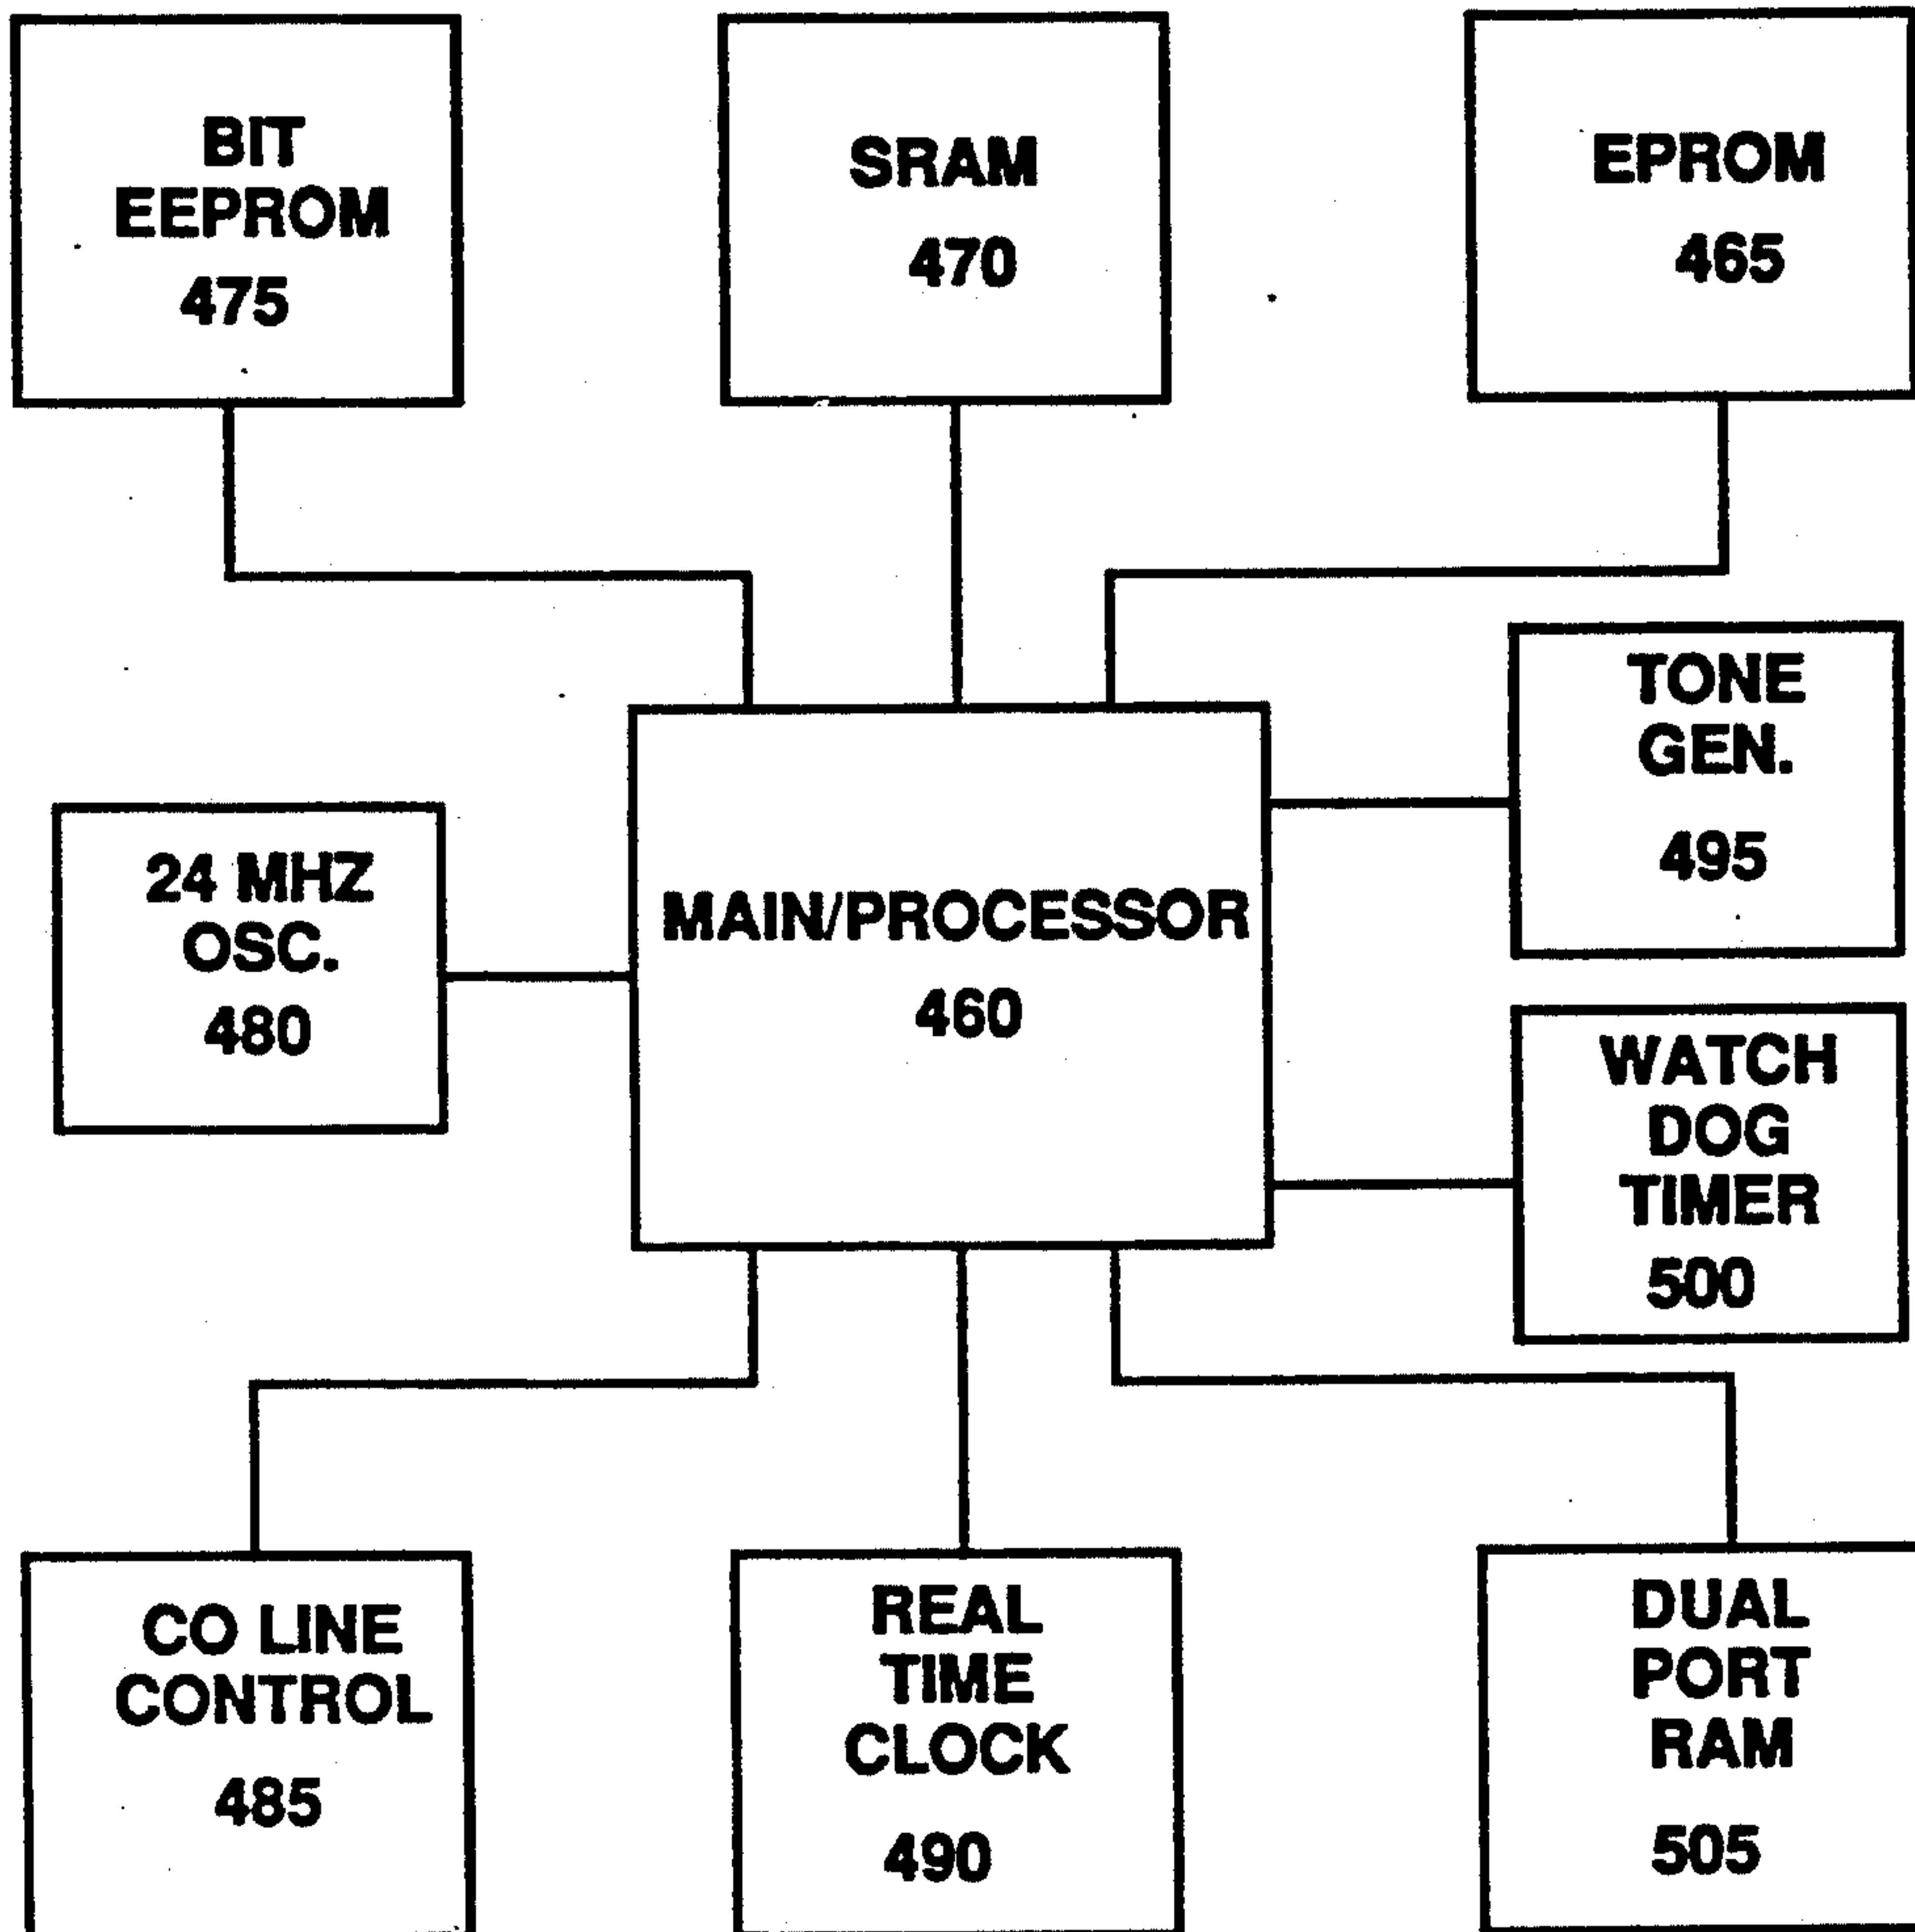 BIT
EEPROM
475
SRAM
470
EPROM
465
TONE
GEN.
495
24 MHZ
OSC.
480
MAIN/PROCESSOR
460
WATCH
DOG
TIMER
500
CO LINE
CONTROL
485
REAL
TIME
CLOCK
490
DUAL
PORT
RAM
505